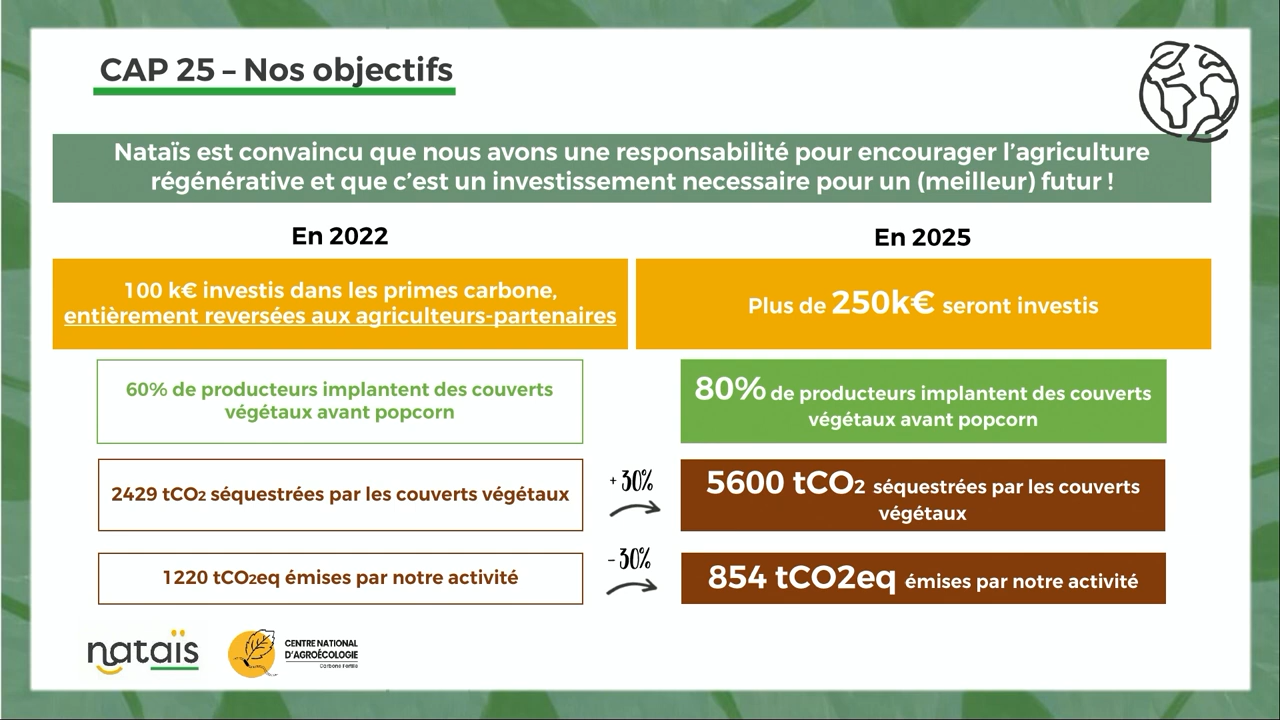 CAP 25 – Nos objectifs
Nataïs est convaincu que nous avons une responsabilité pour encourager l’agriculture
régénérative et que c’est un investissement necessaire pour un (meilleur) futur !
En 2022
En 2025
100 k€ investis dans les primes carbone,
entièrement reversées aux agriculteurs-partenaires
Plus de 250k€ seront investis
60% de producteurs implantent des couverts
végétaux avant popcorn
80% de producteurs implantent des couverts
végétaux avant popcorn
2429 tCO2 séquestrées par les couverts végétaux
+ 30%
5600 tCO2 séquestrées par les couverts
végétaux
1220 tCO2eq émises par notre activité
- 30%
854 tCO2eq émises par notre activité
nataïs
CENTRE NATIONAL
D’AGROÉCOLOGIE
Carbone Fertile